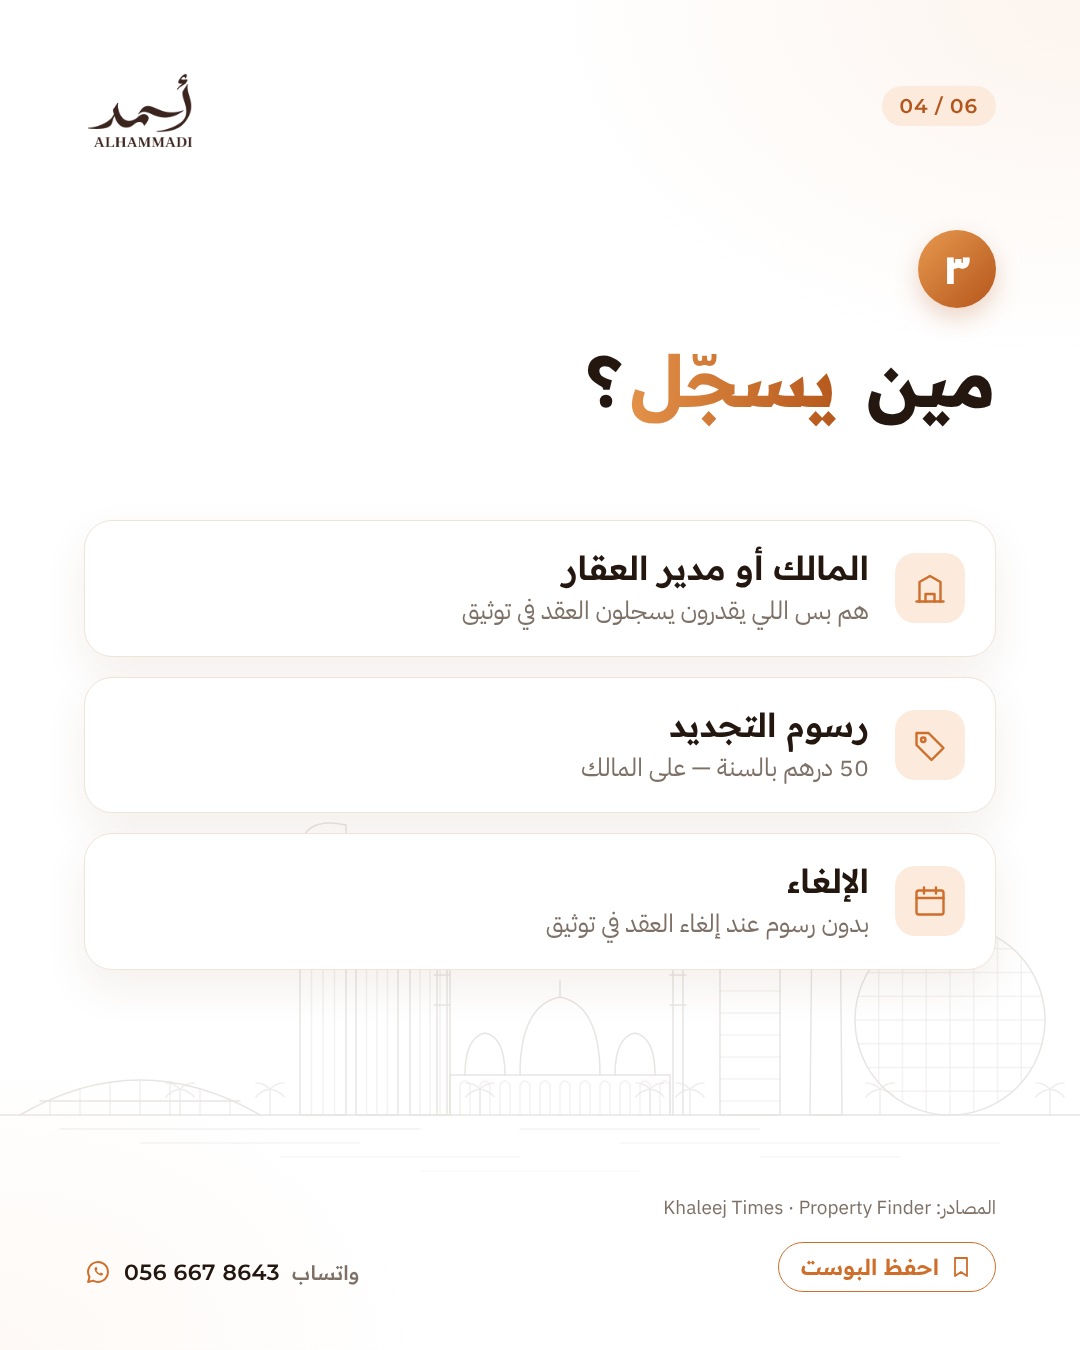 أحمد
ALHAMMADI
04 / 06
٣
مين يسجّل؟
المالك أو مدير العقار
هم بس اللي يقدرون يسجلون العقد في توثيق
رسوم التجديد
50 درهم بالسنة — على المالك
الإلغاء
بدون رسوم عند إلغاء العقد في توثيق
المصادر: Khaleej Times · Property Finder
احفظ البوست
واتساب 056 667 8643